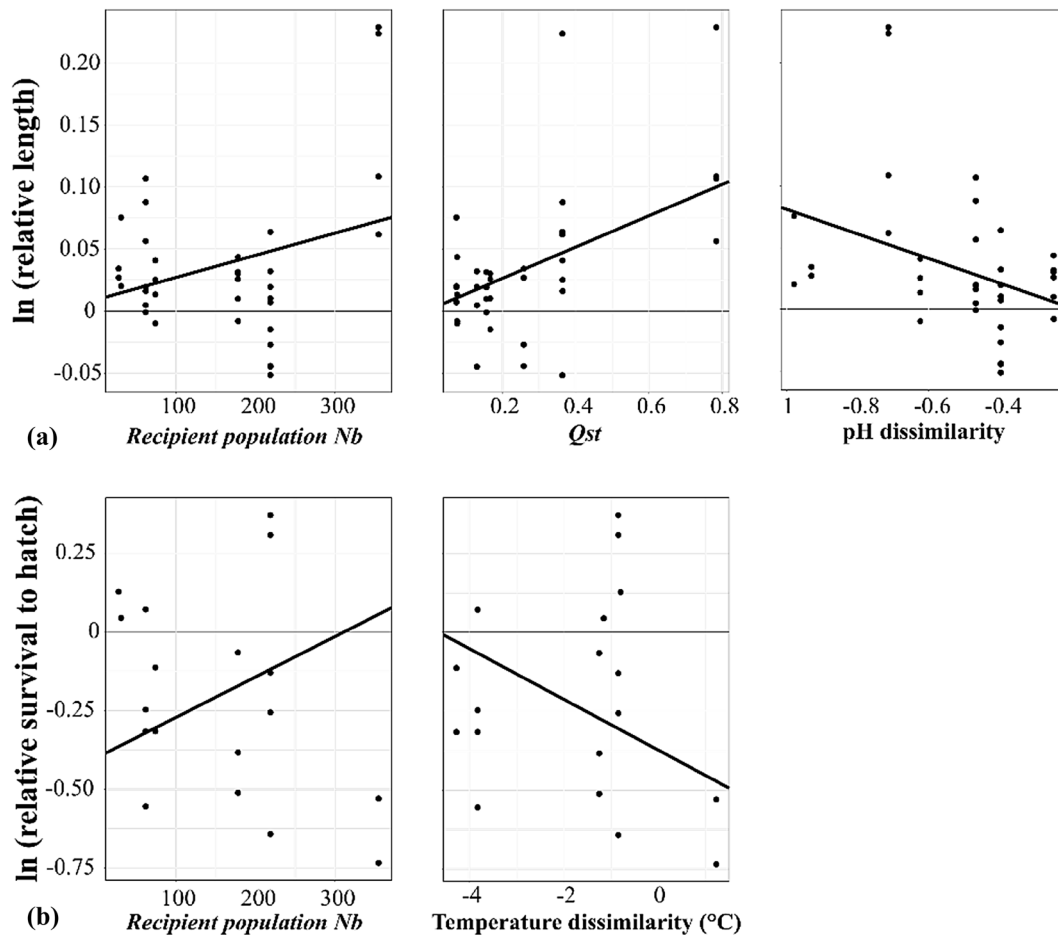 ln (relative length)
0.20
0.15
0.10
0.05
0
-0.05
100 200 300
0.2 0.4 0.6 0.8
1 -0.8 -0.6 -0.4
(a)
Recipient population Nb
Qst
pH dissimilarity
ln (relative survival to hatch)
0.25
0
-0.25
-0.50
-0.75
100 200 300
-4 -2 0
(b)
Recipient population Nb
Temperature dissimilarity (°C)